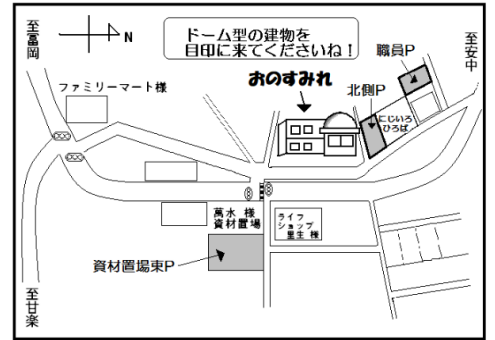 至富岡
N
ドーム型の建物を
目印に来てくださいね！
職員P
至安中
ファミリーマート様
おのすみれ
北側P
にじいろ
ひろば
萬水 様
資材置場
ライフ
ショップ
里生 様
資材置場東P
至甘楽